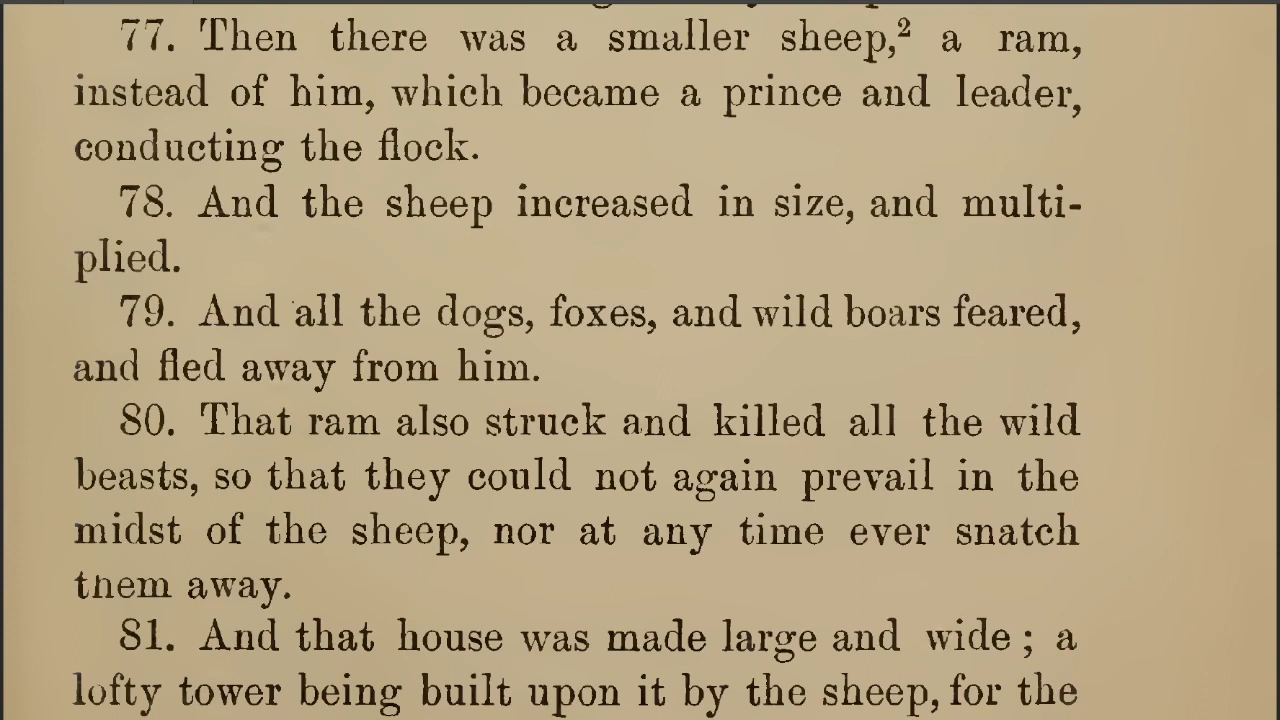 77. Then there was a smaller sheep,² a ram,
instead of him, which became a prince and leader,
conducting the flock.
78. And the sheep increased in size, and multi-
plied.
79. And all the dogs, foxes, and wild boars feared,
and fled away from him.
80. That ram also struck and killed all the wild
beasts, so that they could not again prevail in the
midst of the sheep, nor at any time ever snatch
tnem away.
81. And that house was made large and wide ; a
lofty tower being built upon it by the sheep, for the